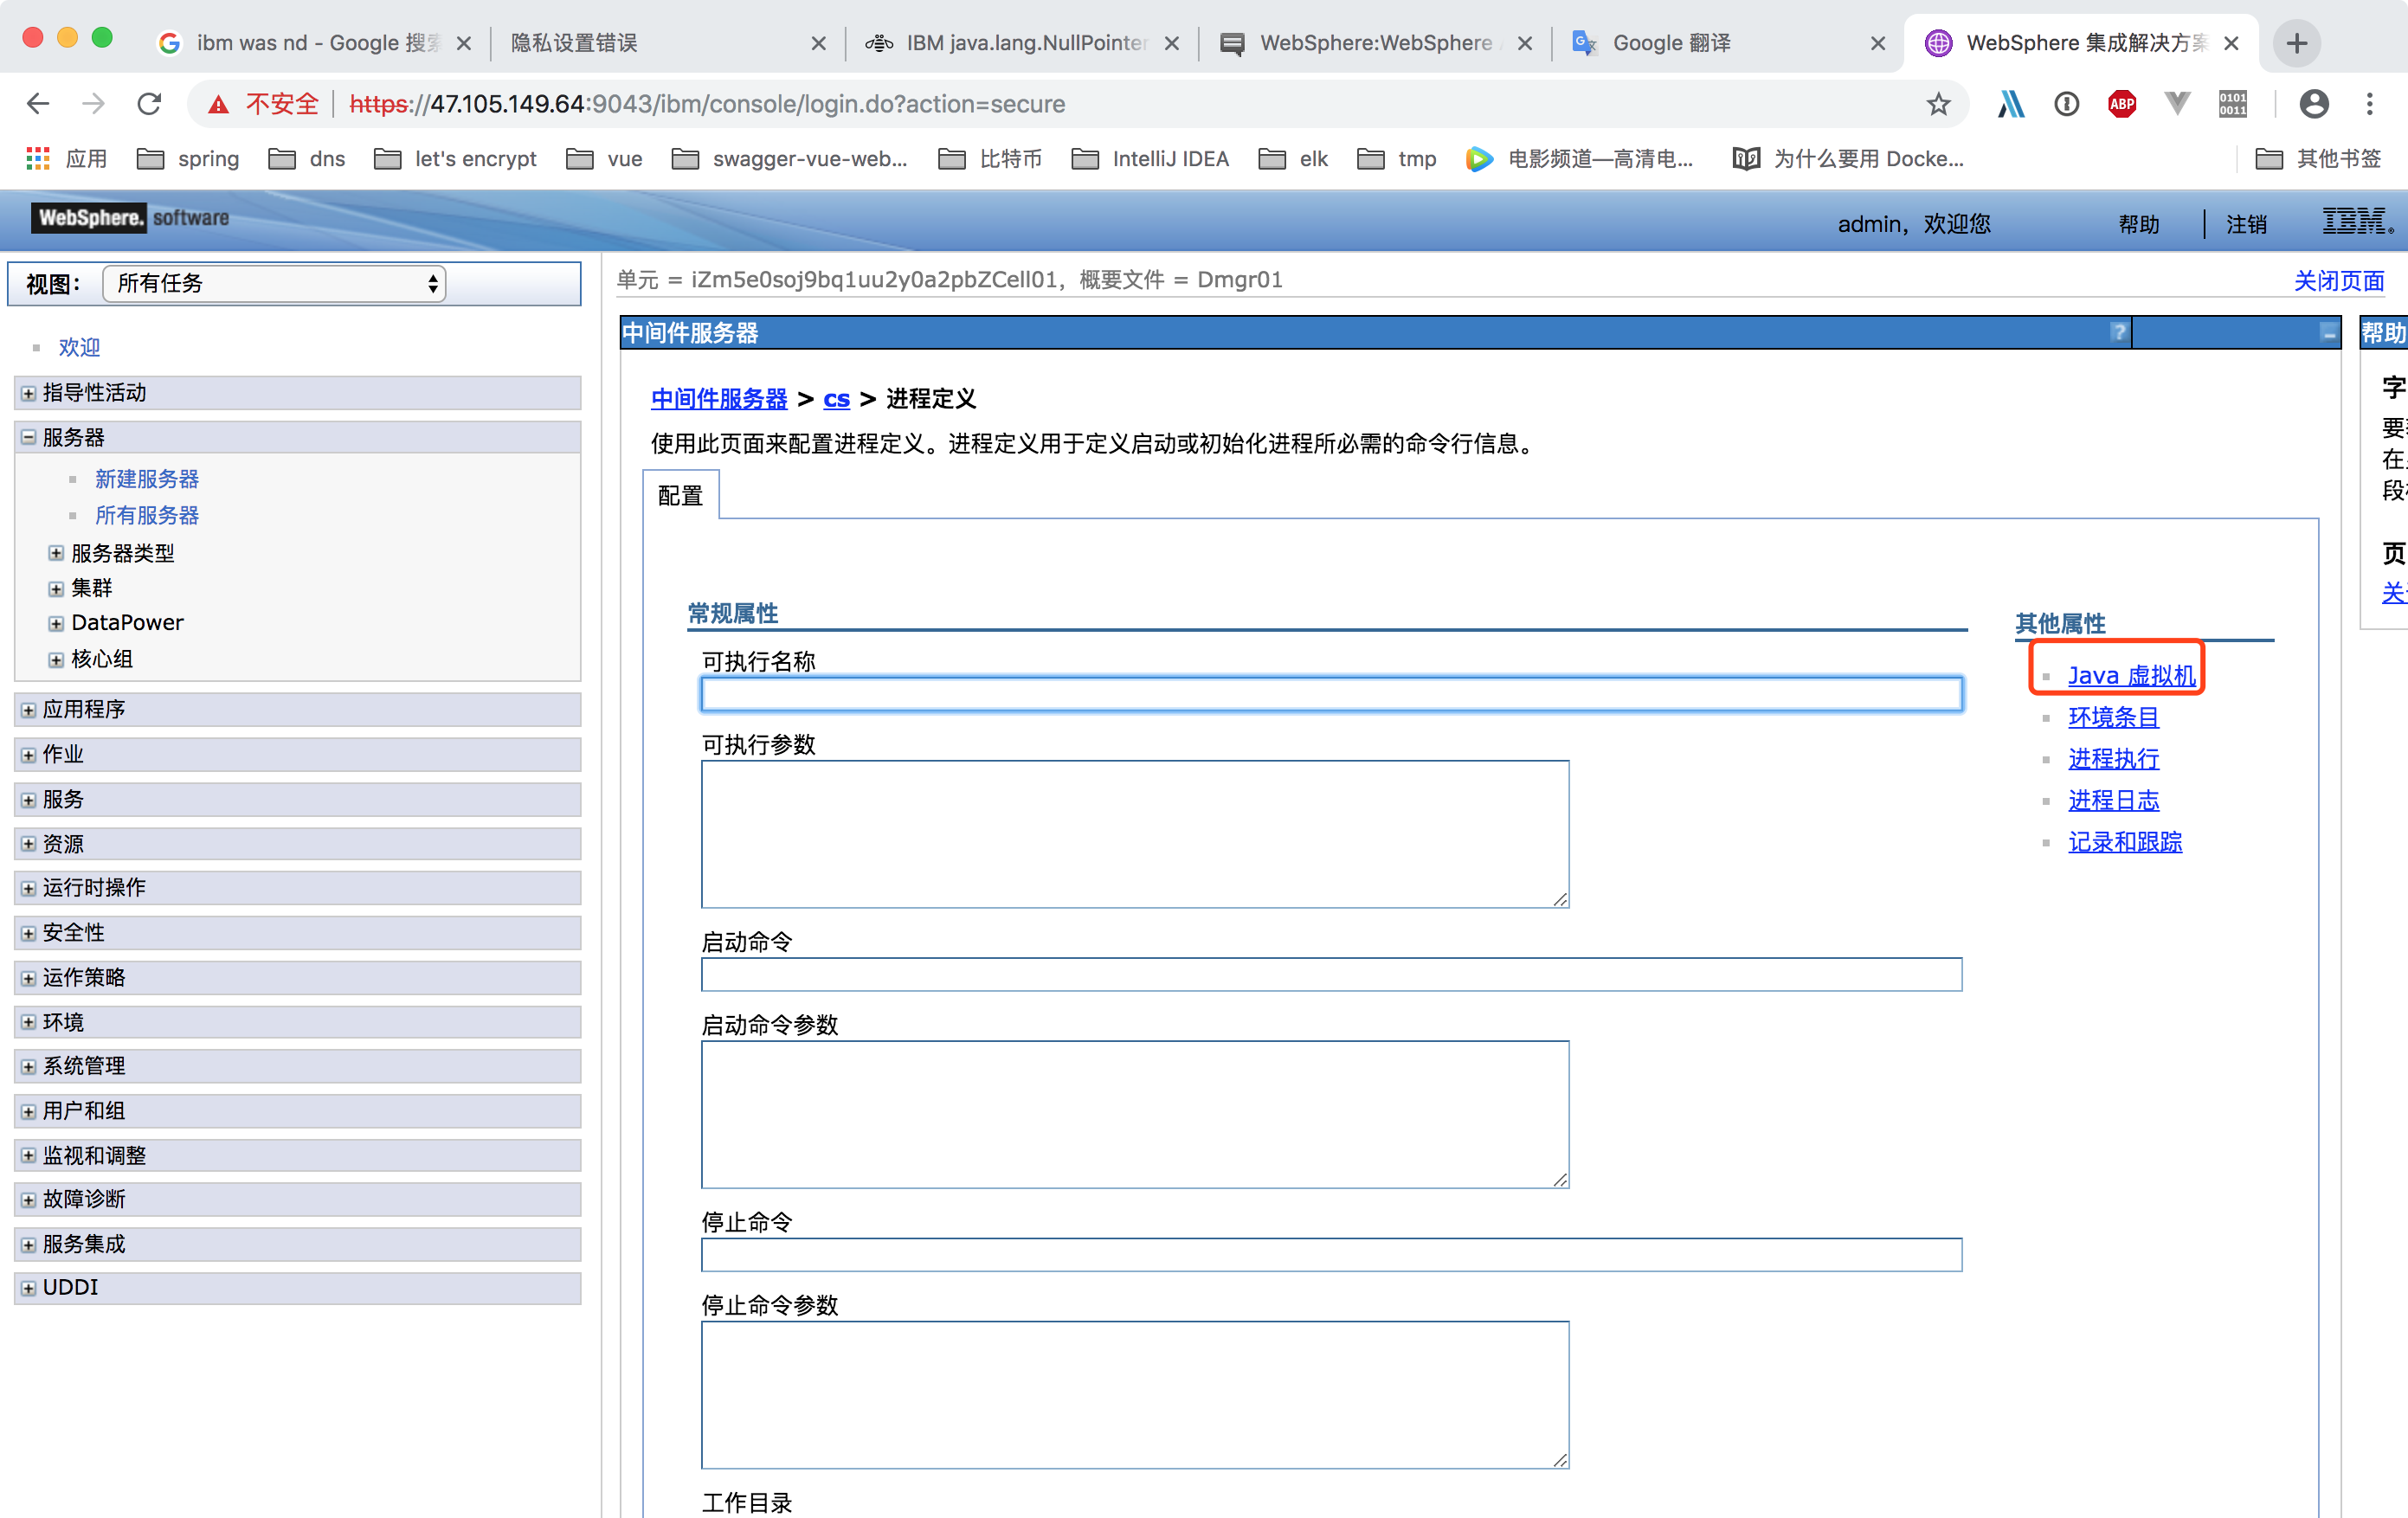 ibm was nd - Google 搜索
隐私设置错误
IBM java.lang.NullPointer
WebSphere:WebSphere
Google 翻译
WebSphere 集成解决方案
不安全 https://47.105.149.64:9043/ibm/console/login.do?action=secure
ABP
0101
0011
应用 spring dns let's encrypt vue swagger-vue-web... 比特币 IntelliJ IDEA elk tmp 电影频道—高清电... 为什么要用 Docke... 其他书签
WebSphere. software
admin，欢迎您 帮助 注销 IBM.
视图： 所有任务
单元 = iZm5e0soj9bq1uu2y0a2pbZCell01，概要文件 = Dmgr01
关闭页面
欢迎
指导性活动
服务器
新建服务器
所有服务器
服务器类型
集群
DataPower
核心组
应用程序
作业
服务
资源
运行时操作
安全性
运作策略
环境
系统管理
用户和组
监视和调整
故障诊断
服务集成
UDDI
中间件服务器
?
中间件服务器 > cs > 进程定义
使用此页面来配置进程定义。进程定义用于定义启动或初始化进程所必需的命令行信息。
配置
常规属性
可执行名称
可执行参数
启动命令
启动命令参数
停止命令
停止命令参数
工作目录
其他属性
Java 虚拟机
环境条目
进程执行
进程日志
记录和跟踪
帮助
字
要
在
段
页
关